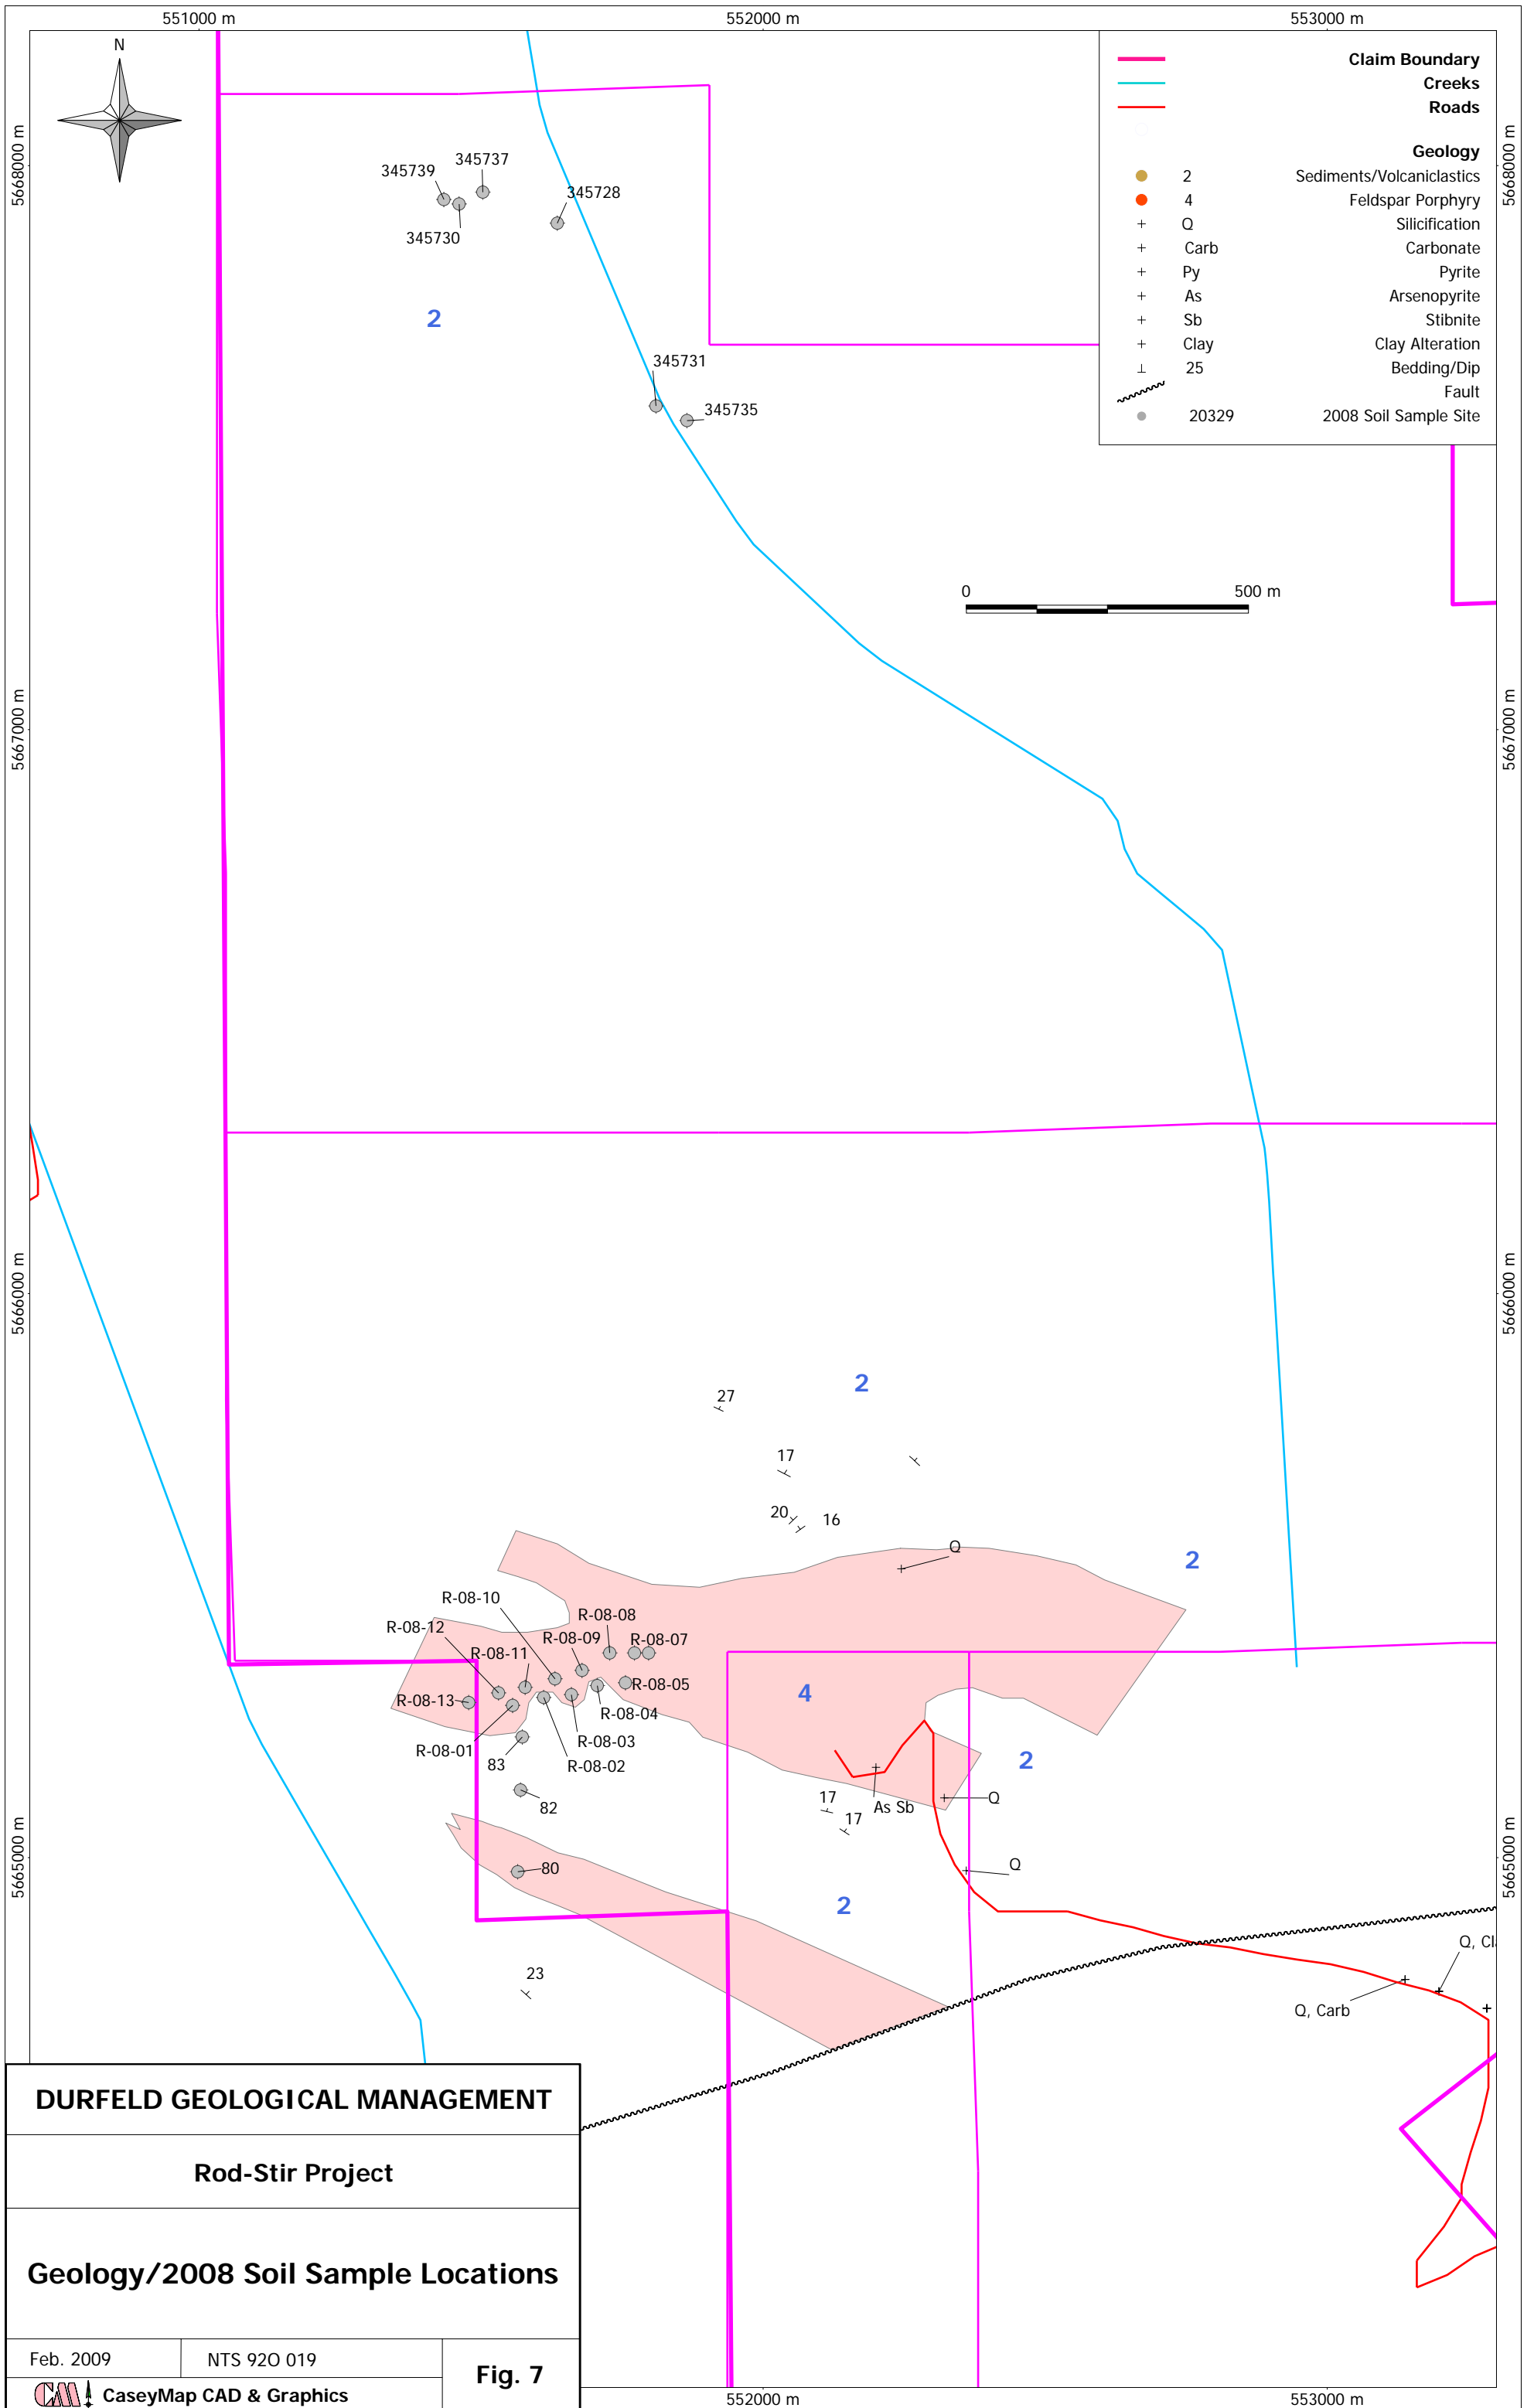 551000 m
552000 m
553000 m
N
Claim Boundary
Creeks
Roads
Geology
2 Sediments/Volcaniclastics
4 Feldspar Porphyry
Q Silicification
Carb Carbonate
Py Pyrite
As Arsenopyrite
Sb Stibnite
Clay Clay Alteration
25 Bedding/Dip
Fault
20329 2008 Soil Sample Site
5668000 m
5668000 m
345737
345739
345728
345730
2
345731
345735
0 500 m
5667000 m
5667000 m
5666000 m
5666000 m
2
27
17
20
16
Q
2
R-08-10
R-08-08
R-08-12
R-08-09
R-08-07
R-08-11
R-08-05
4
R-08-13
R-08-04
R-08-03
R-08-01
R-08-02
83
2
82
17
As Sb
Q
17
5665000 m
5665000 m
80
Q
2
Q, Cl
23
Q, Carb
DURFELD GEOLOGICAL MANAGEMENT
Rod-Stir Project
Geology/2008 Soil Sample Locations
Feb. 2009
NTS 92O 019
Fig. 7
CaseyMap CAD & Graphics
552000 m
553000 m